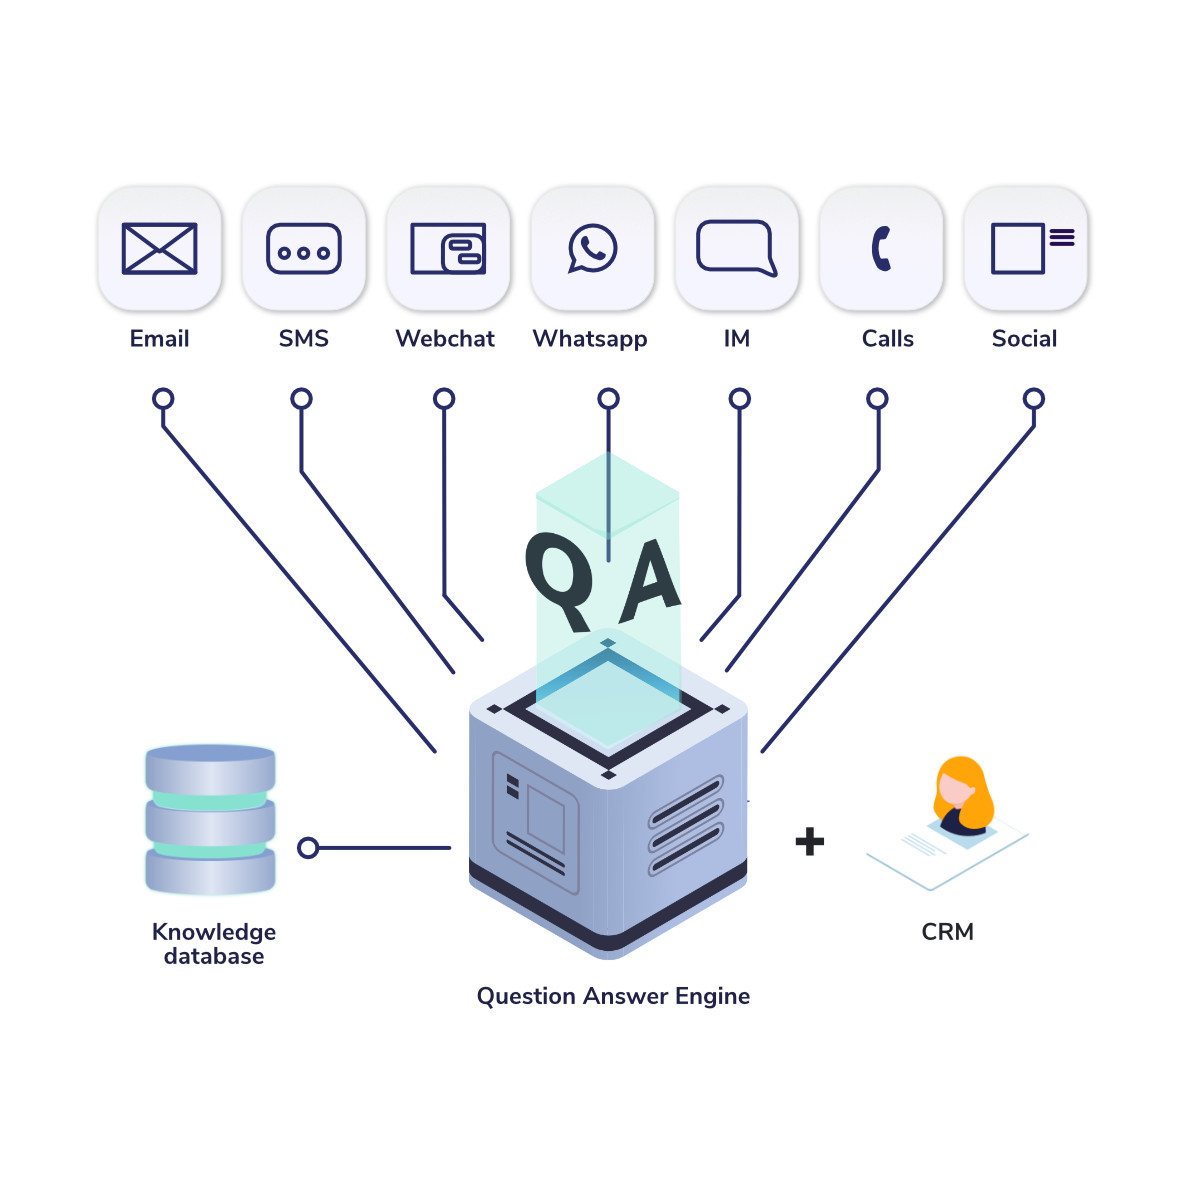 Email
SMS
Webchat
Whatsapp
IM
Calls
Social
Q A
Knowledge
database
CRM
Question Answer Engine